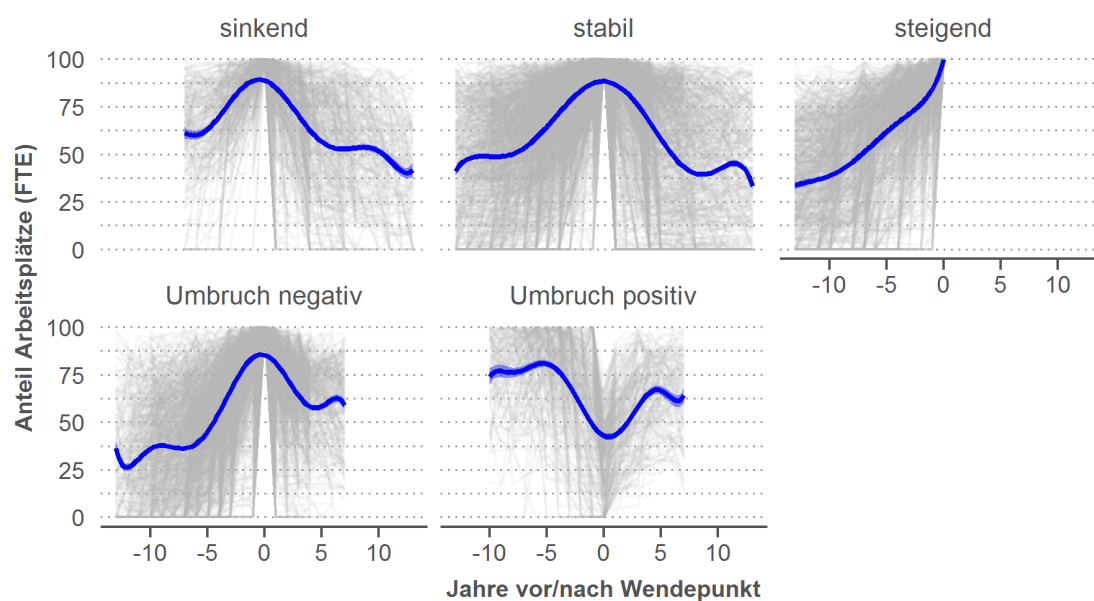 sinkend
stabil
steigend
100
75
50
25
0
-10 -5 0 5 10
Umbruch negativ
Umbruch positiv
100
75
50
25
0
-10 -5 0 5 10
-10 -5 0 5 10
Anteil Arbeitsplätze (FTE)
Jahre vor/nach Wendepunkt